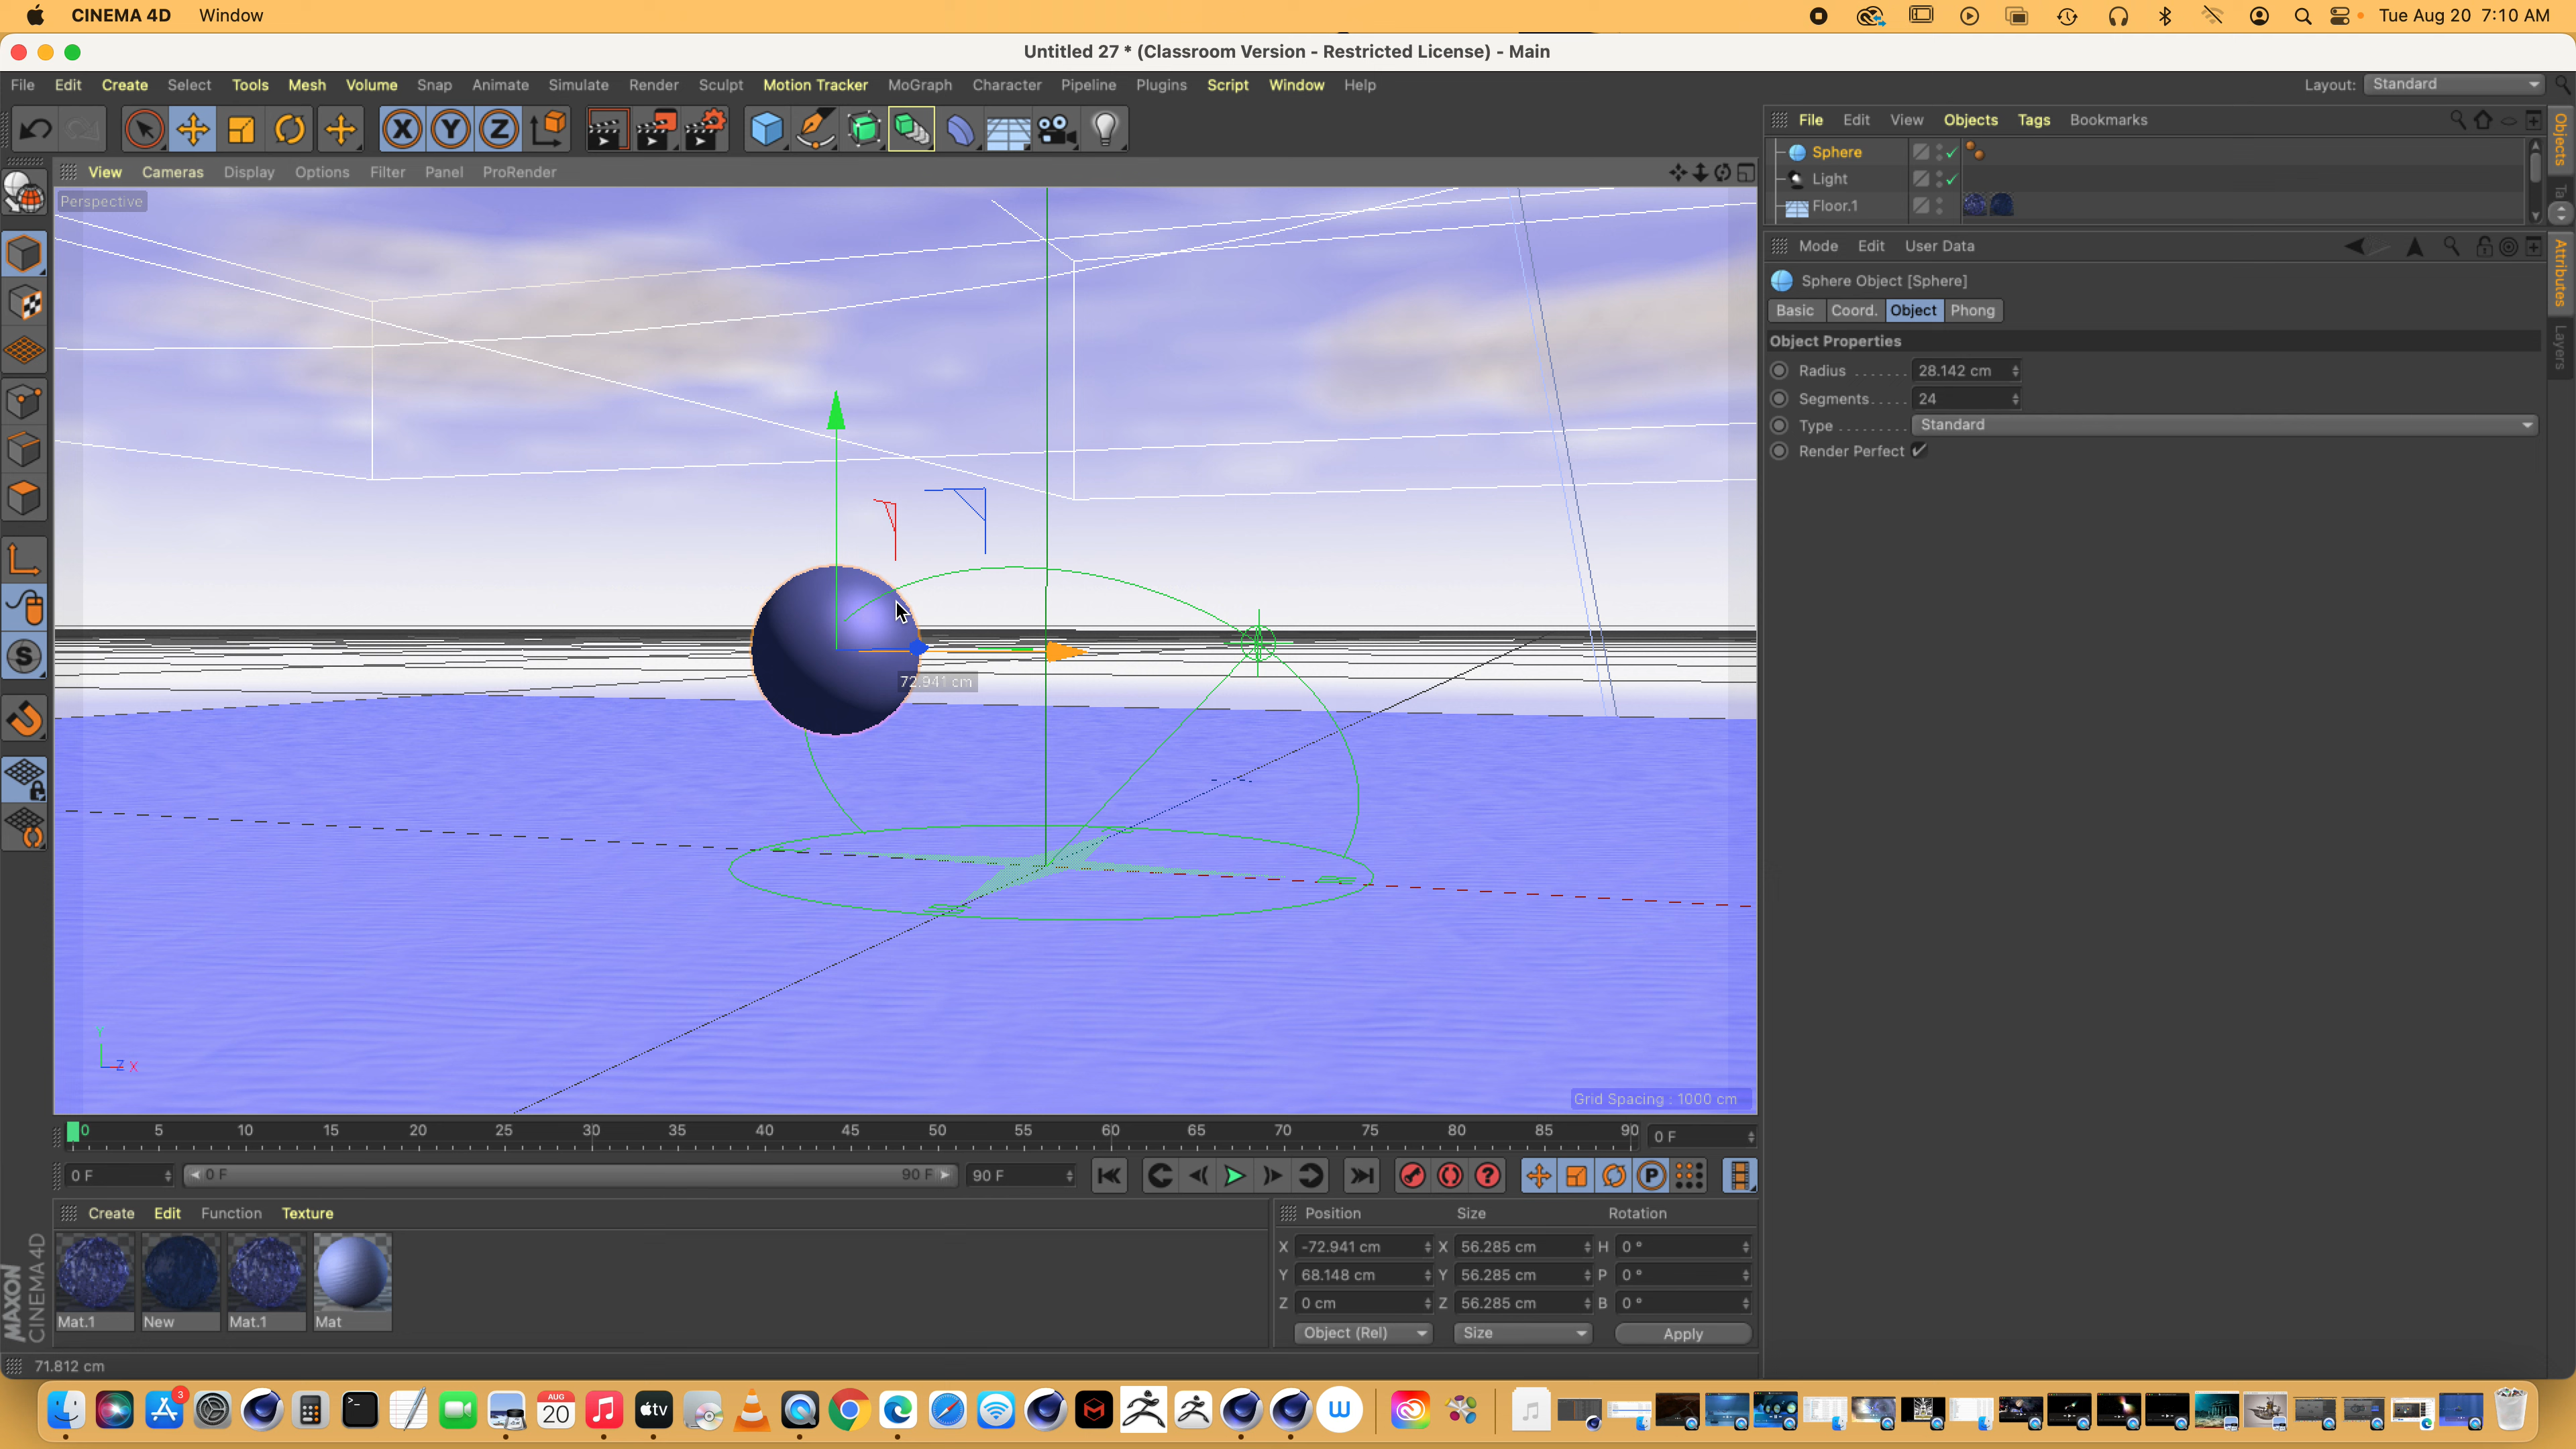 CINEMA 4D Window Tue Aug 20 7:10 AM
Untitled 27 * (Classroom Version - Restricted License) - Main
File Edit Create Select Tools Mesh Volume Snap Animate Simulate Render Sculpt Motion Tracker MoGraph Character Pipeline Plugins Script Window Help Layout: Standard
X Y Z
File Edit View Objects Tags Bookmarks
Objects
View Cameras Display Options Filter Panel ProRender
Sphere
Light
Floor.1
Perspective
Mode Edit User Data
Attributes
Layers
Sphere Object [Sphere]
Basic Coord. Object Phong
Object Properties
Radius 28.142 cm
Segments 24
Type Standard
Render Perfect
S
72.941 cm
Y
Z X
Grid Spacing : 1000 cm
0 5 10 15 20 25 30 35 40 45 50 55 60 65 70 75 80 85 90 0 F
0 F 0 F 90 F 90 F ? P
Create Edit Function Texture
Position Size Rotation
X -72.941 cm X 56.285 cm H 0 °
Y 68.148 cm Y 56.285 cm P 0 °
Z 0 cm Z 56.285 cm B 0 °
Object (Rel) Size Apply
Mat.1 New Mat.1 Mat
MAXON
CINEMA 4D
71.812 cm
3
AUG
20
tv